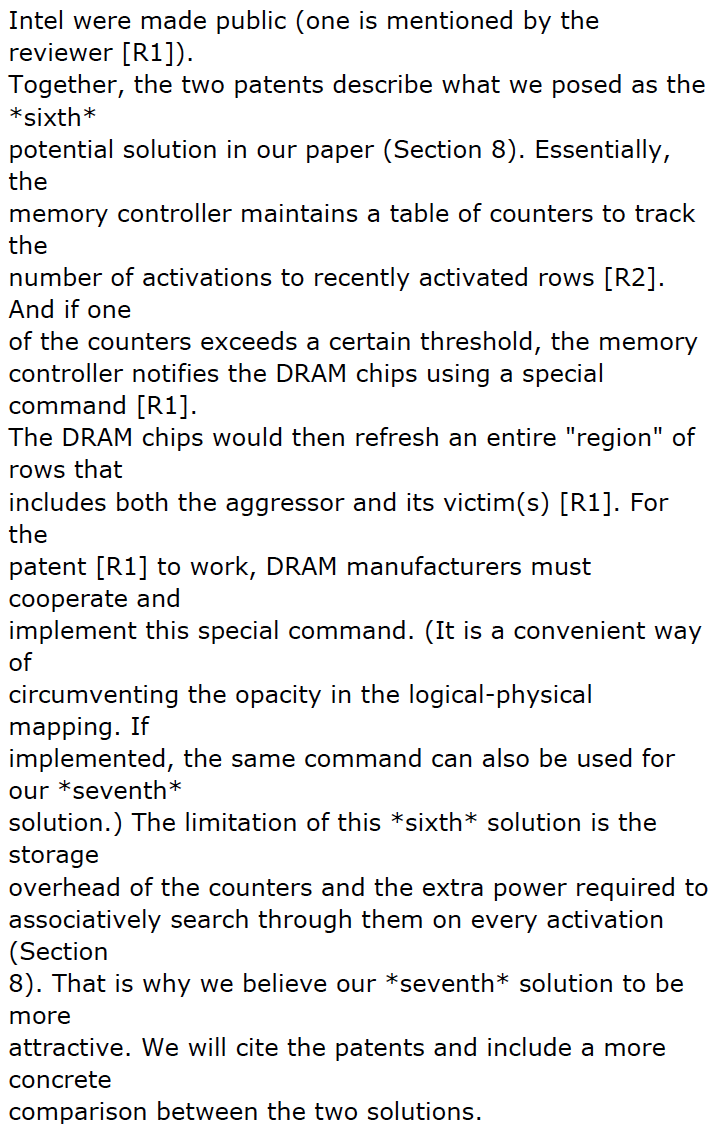 Intel were made public (one is mentioned by the
reviewer [R1]).
Together, the two patents describe what we posed as the
*sixth*
potential solution in our paper (Section 8). Essentially,
the
memory controller maintains a table of counters to track
the
number of activations to recently activated rows [R2].
And if one
of the counters exceeds a certain threshold, the memory
controller notifies the DRAM chips using a special
command [R1].
The DRAM chips would then refresh an entire "region" of
rows that
includes both the aggressor and its victim(s) [R1]. For
the
patent [R1] to work, DRAM manufacturers must
cooperate and
implement this special command. (It is a convenient way
of
circumventing the opacity in the logical-physical
mapping. If
implemented, the same command can also be used for
our *seventh*
solution.) The limitation of this *sixth* solution is the
storage
overhead of the counters and the extra power required to
associatively search through them on every activation
(Section
8). That is why we believe our *seventh* solution to be
more
attractive. We will cite the patents and include a more
concrete
comparison between the two solutions.